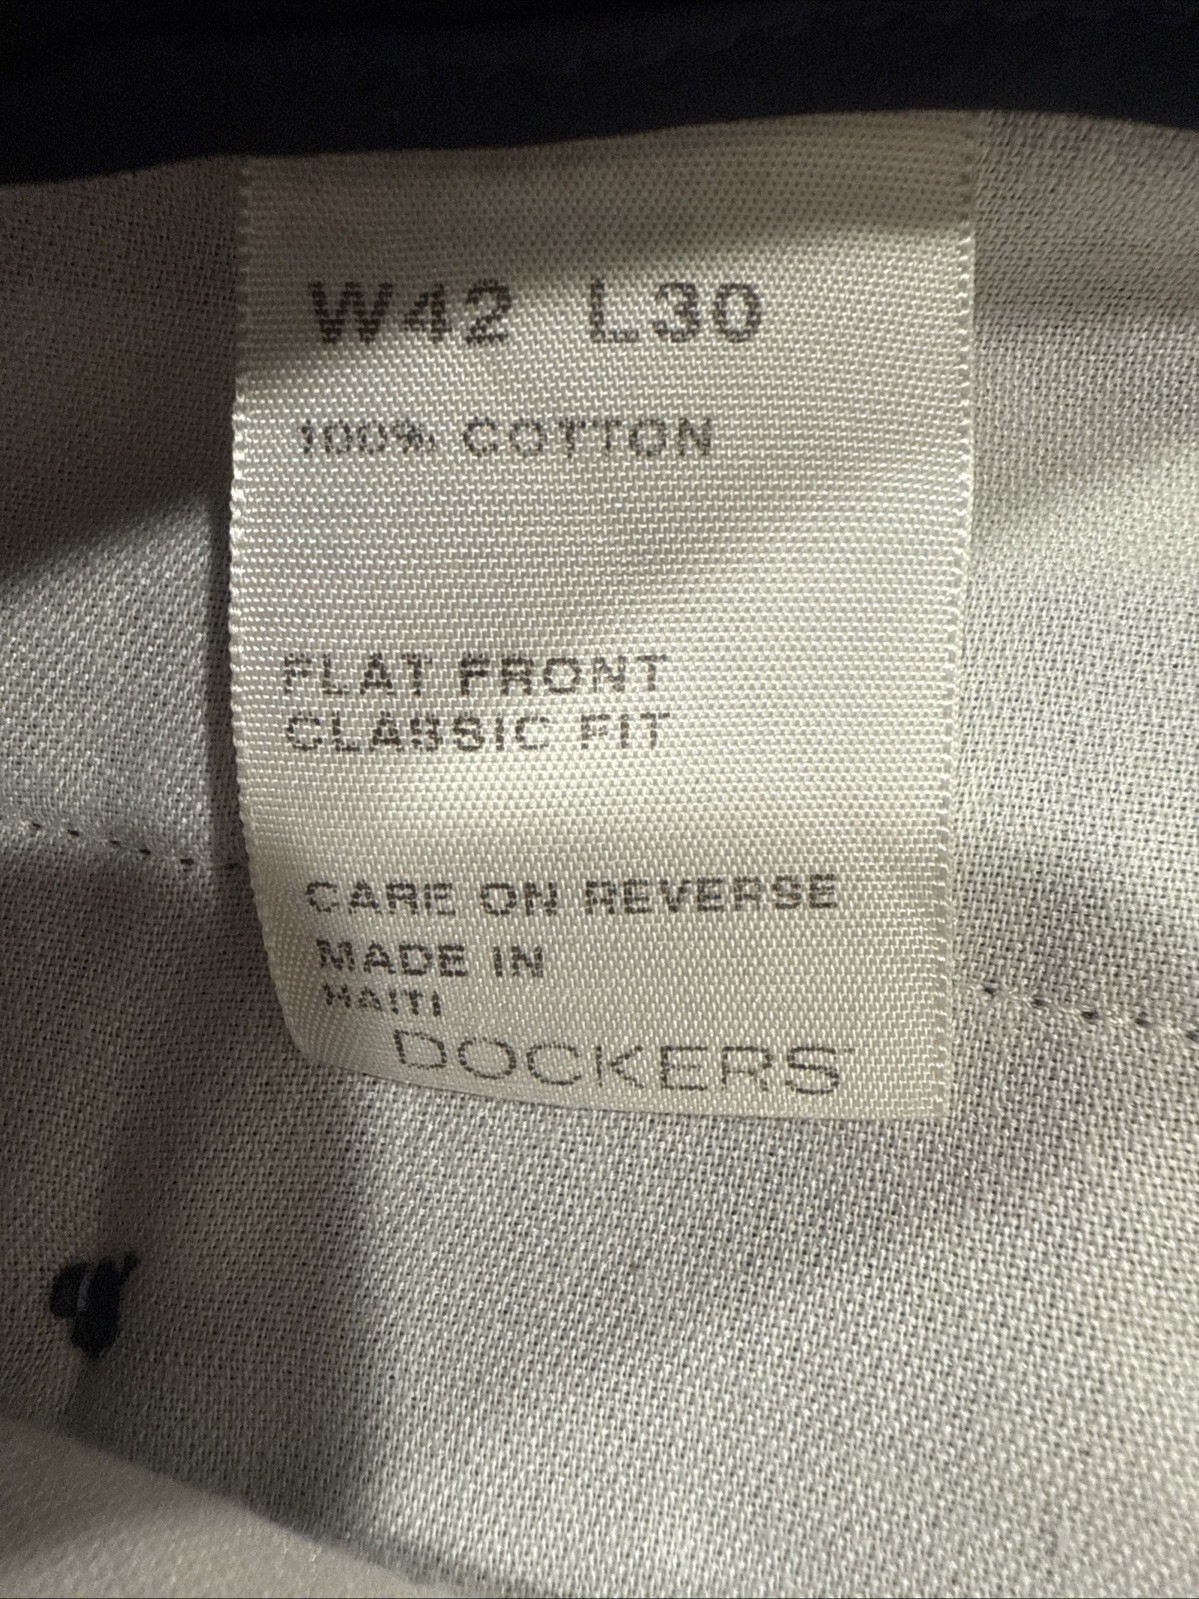 W42 L30
100% COTTON
FLAT FRONT
CLASSIC FIT
CARE ON REVERSE
MADE IN
HAITI
DOCKERS